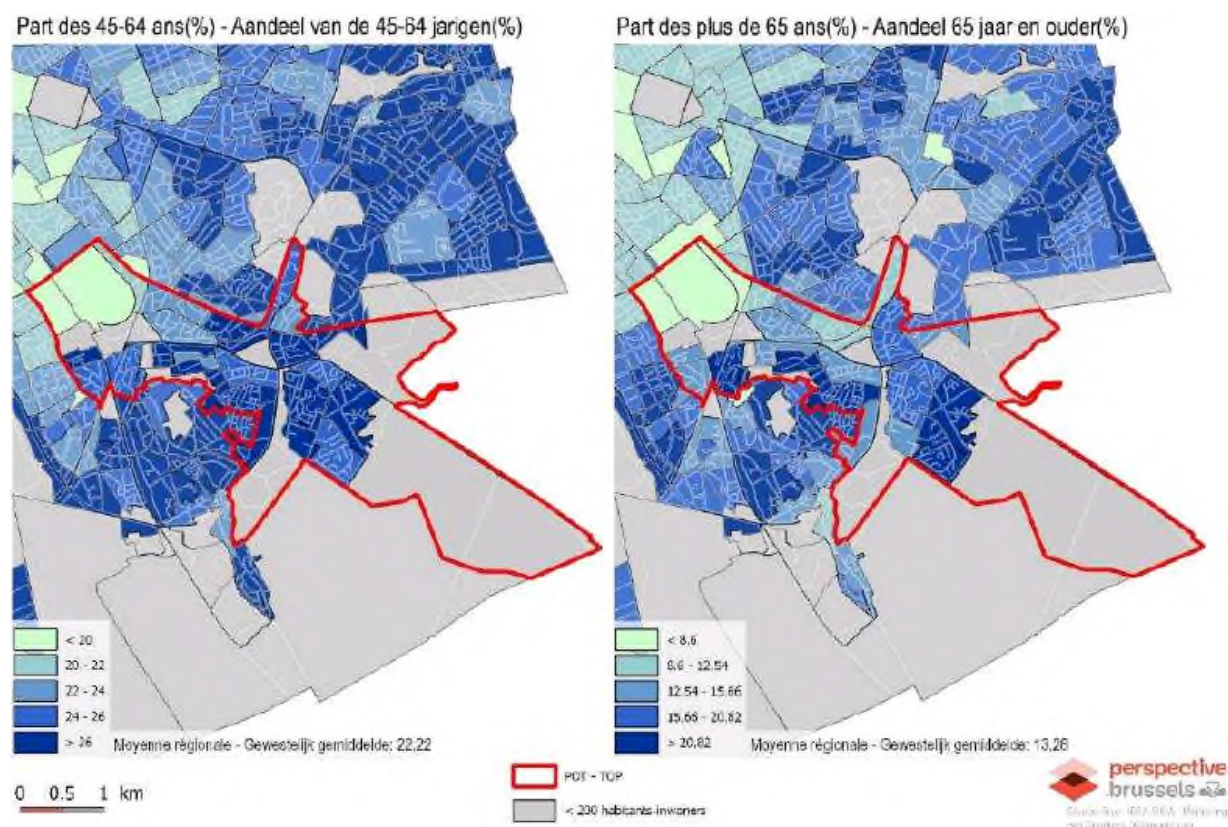 Part des 45-64 ans(%) - Aandeel van de 45-64 jarigen(%)
Part des plus de 65 ans(%) - Aandeel 65 jaar en ouder(%)
< 20
20 - 22
22 - 24
24 - 26
> 26
Moyenne régionale - Gewestelijk gemiddelde: 22,22
< 8,6
8,6 - 12,54
12,54 - 15,66
15,66 - 20,82
> 20,82
Moyenne régionale - Gewestelijk gemiddelde: 13,26
0 0.5 1 km
< 200 habitants-inwoners
perspective
.brussels